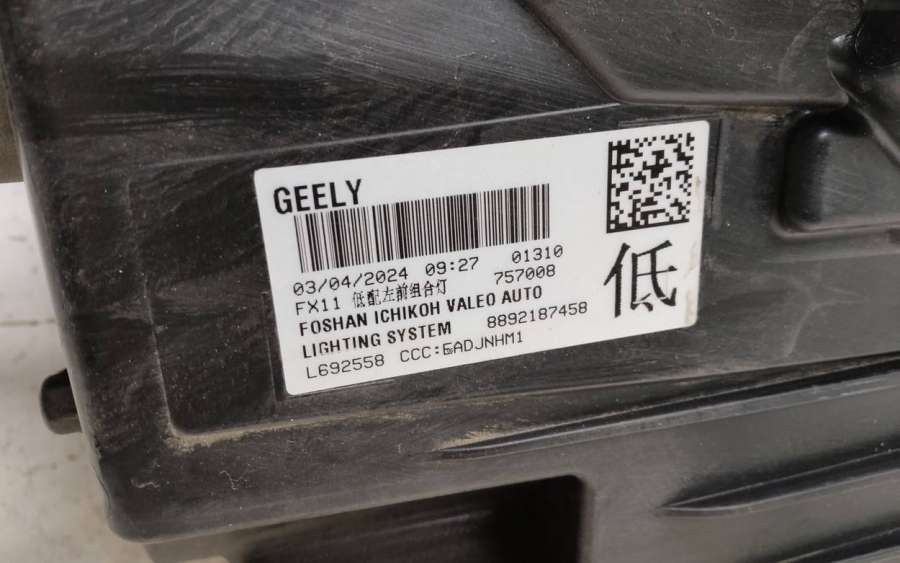 GEELY
03/04/2024 09:27 01310
FX11 低配左前组合灯 757008
FOSHAN ICHIKOH VALEO AUTO
LIGHTING SYSTEM 8892187458
L692558 CCC:EADJNHM1
低